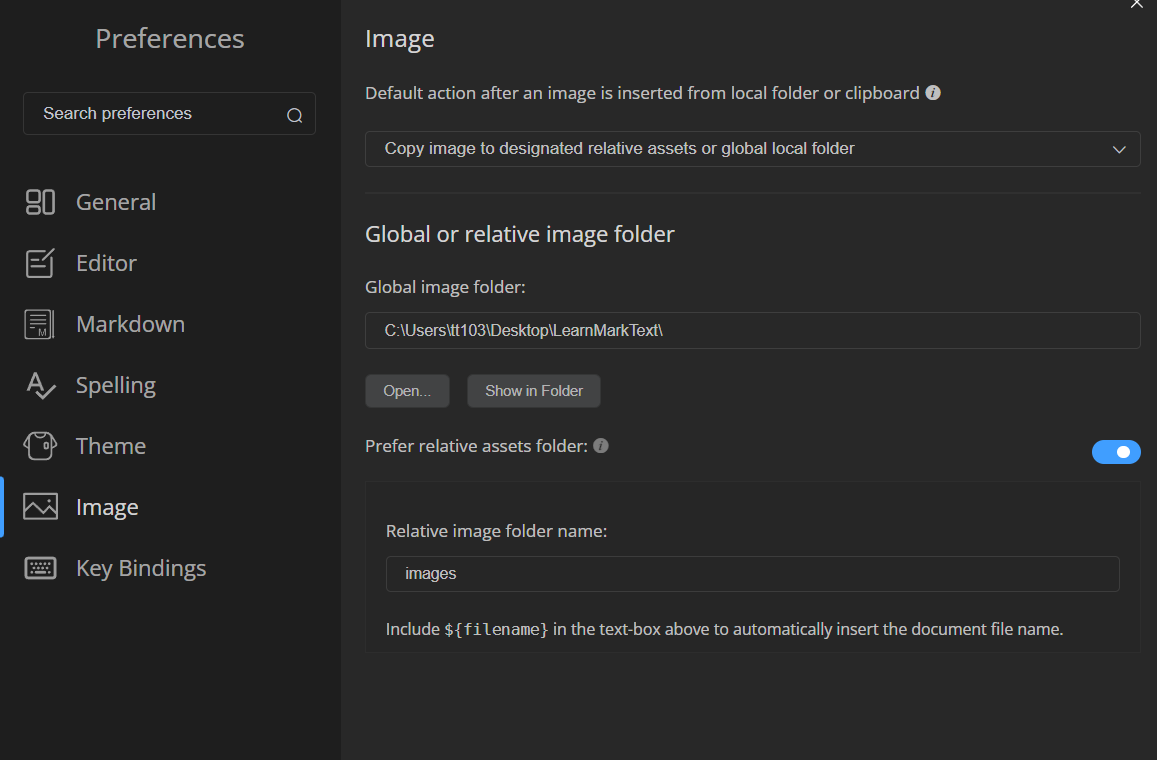 Preferences
Search preferences
General
Editor
Markdown
Spelling
Theme
Image
Key Bindings
Image
Default action after an image is inserted from local folder or clipboard
Copy image to designated relative assets or global local folder
Global or relative image folder
Global image folder:
C:\Users\tt103\Desktop\LearnMarkText\
Open... Show in Folder
Prefer relative assets folder:
Relative image folder name:
images
Include ${filename} in the text-box above to automatically insert the document file name.